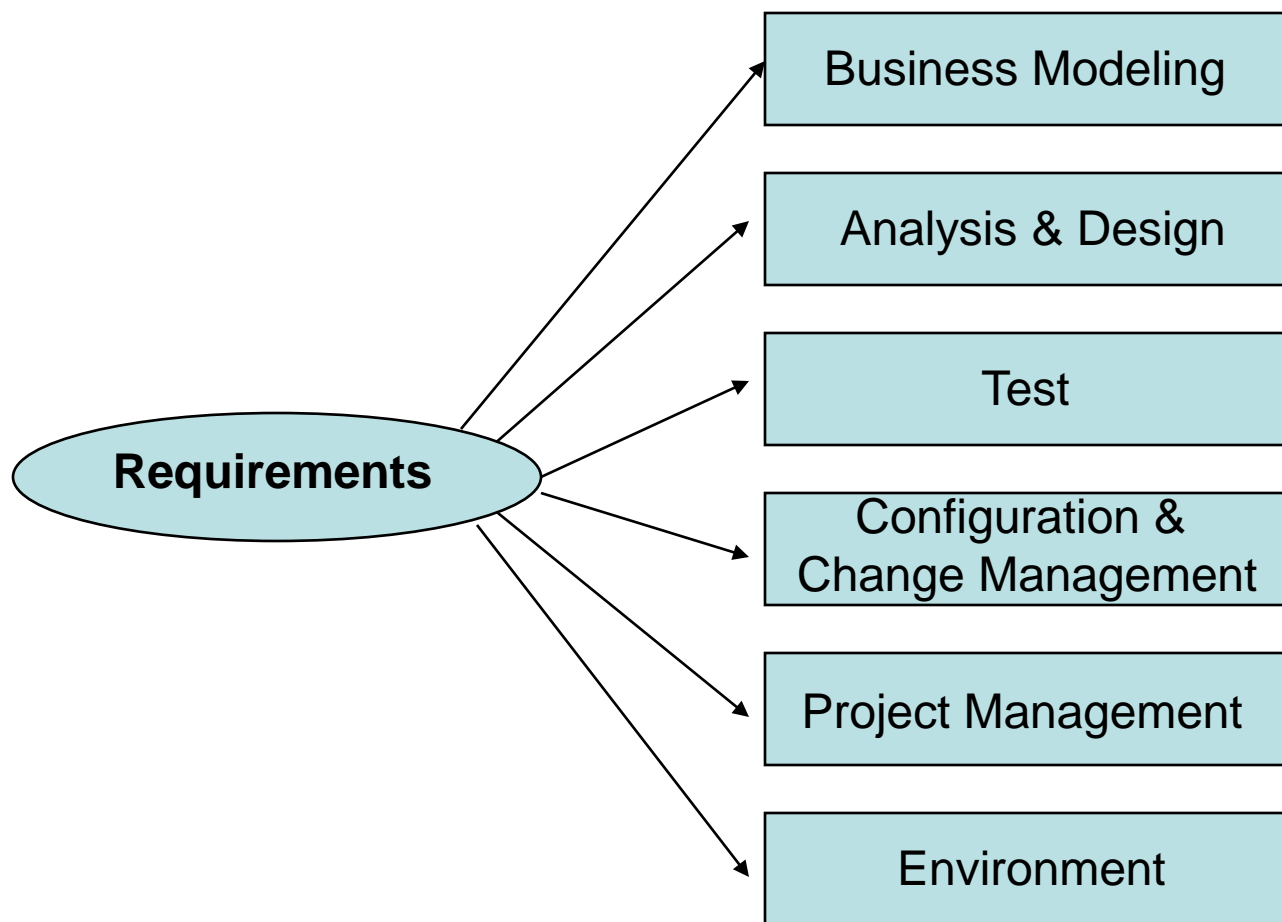 Business Modeling
Analysis & Design
Test
Requirements
Configuration &
Change Management
Project Management
Environment